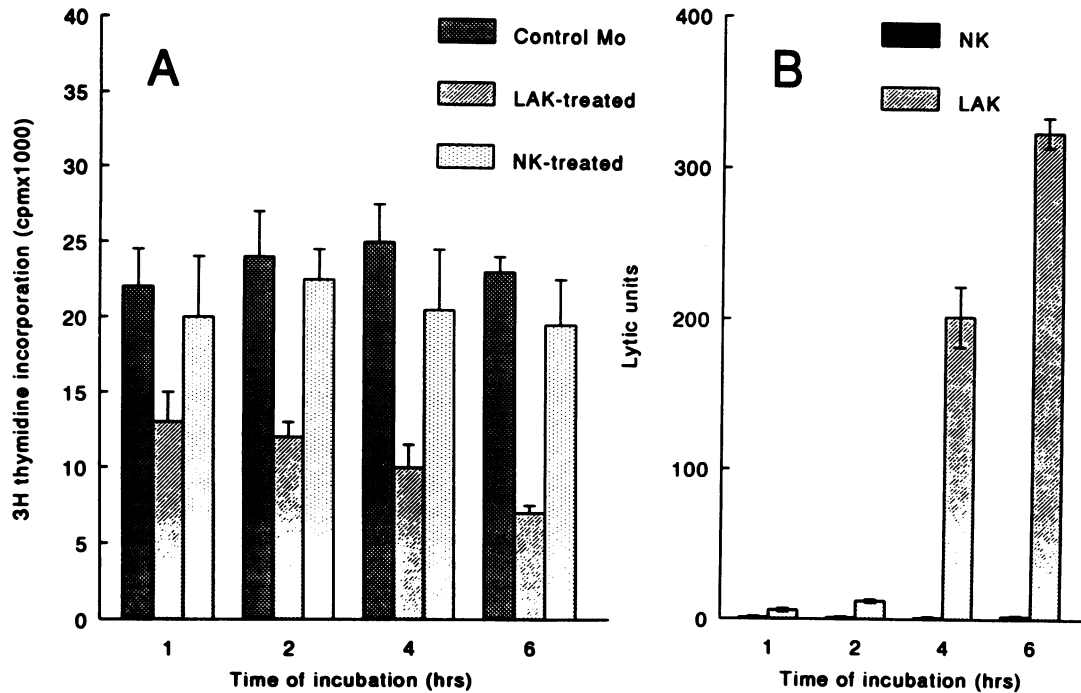 A
Control Mo
LAK-treated
NK-treated
3H thymidine incorporation (cpmx1000)
40
35
30
25
20
15
10
5
0
1 2 4 6
Time of incubation (hrs)
B
NK
LAK
Lytic units
400
300
200
100
0
1 2 4 6
Time of incubation (hrs)